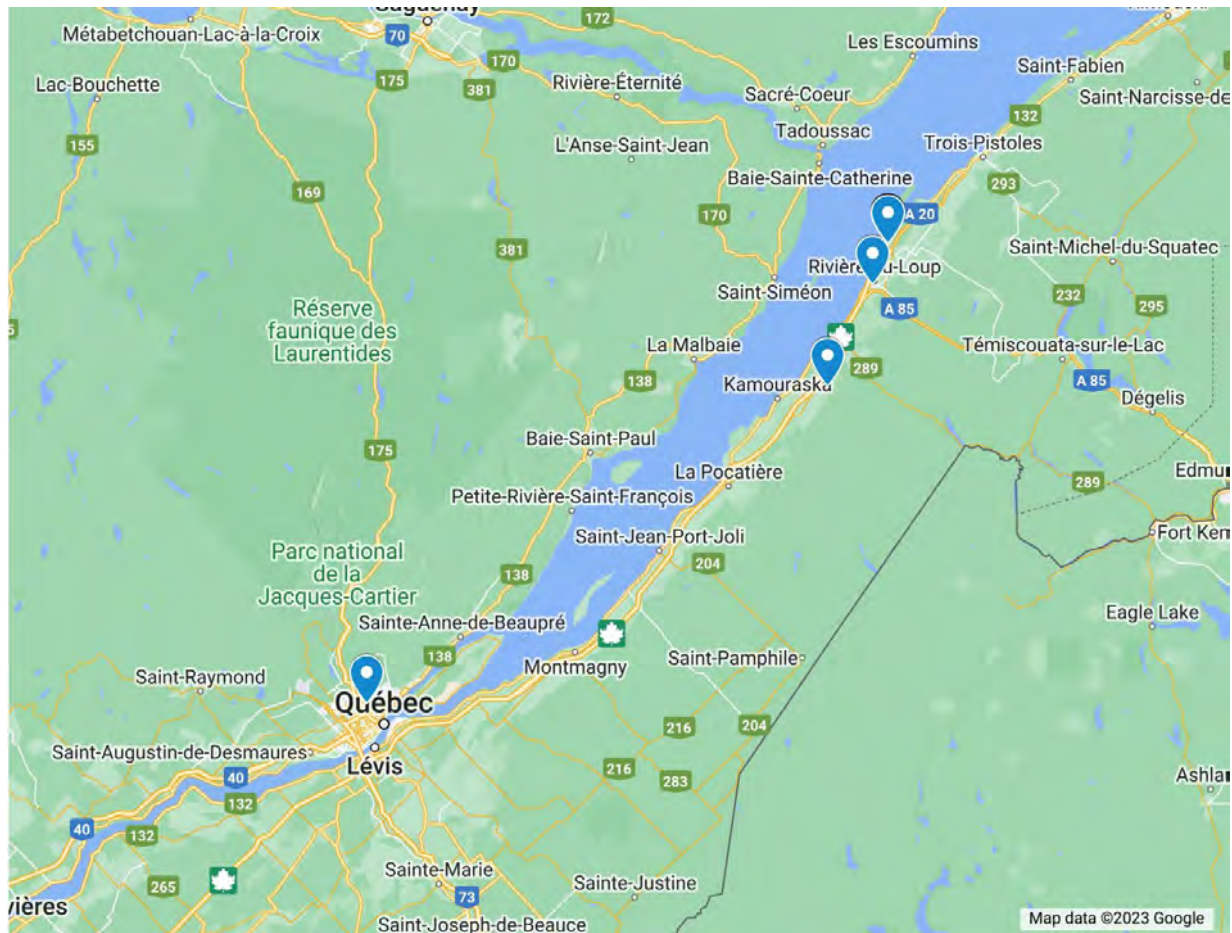 Saguenay
172
Métabetchouan-Lac-à-la-Croix
70
Les Escoumins
175
170
Saint-Fabien
Lac-Bouchette
381
Rivière-Éternité
Sacré-Coeur
Saint-Narcisse-de
132
Tadoussac
155
L'Anse-Saint-Jean
Trois-Pistoles
Baie-Sainte-Catherine
293
169
170
A 20
381
Saint-Michel-du-Squatec
Rivière-du-Loup
Saint-Siméon
232
295
Réserve
faunique des
Laurentides
A 85
La Malbaie
Témiscouata-sur-le-Lac
289
138
Kamouraska
A 85
Dégelis
175
Baie-Saint-Paul
La Pocatière
Edmu
289
Petite-Rivière-Saint-François
Saint-Jean-Port-Joli
Fort Ken
Parc national
de la
Jacques-Cartier
204
138
Eagle Lake
Sainte-Anne-de-Beaupré
138
Montmagny
Saint-Pamphile
Saint-Raymond
Québec
216
204
Saint-Augustin-de-Desmaures
Lévis
216
40
283
Ashla
132
40
132
265
Sainte-Marie
73
Sainte-Justine
vières
Saint-Joseph-de-Beauce
Map data ©2023 Google